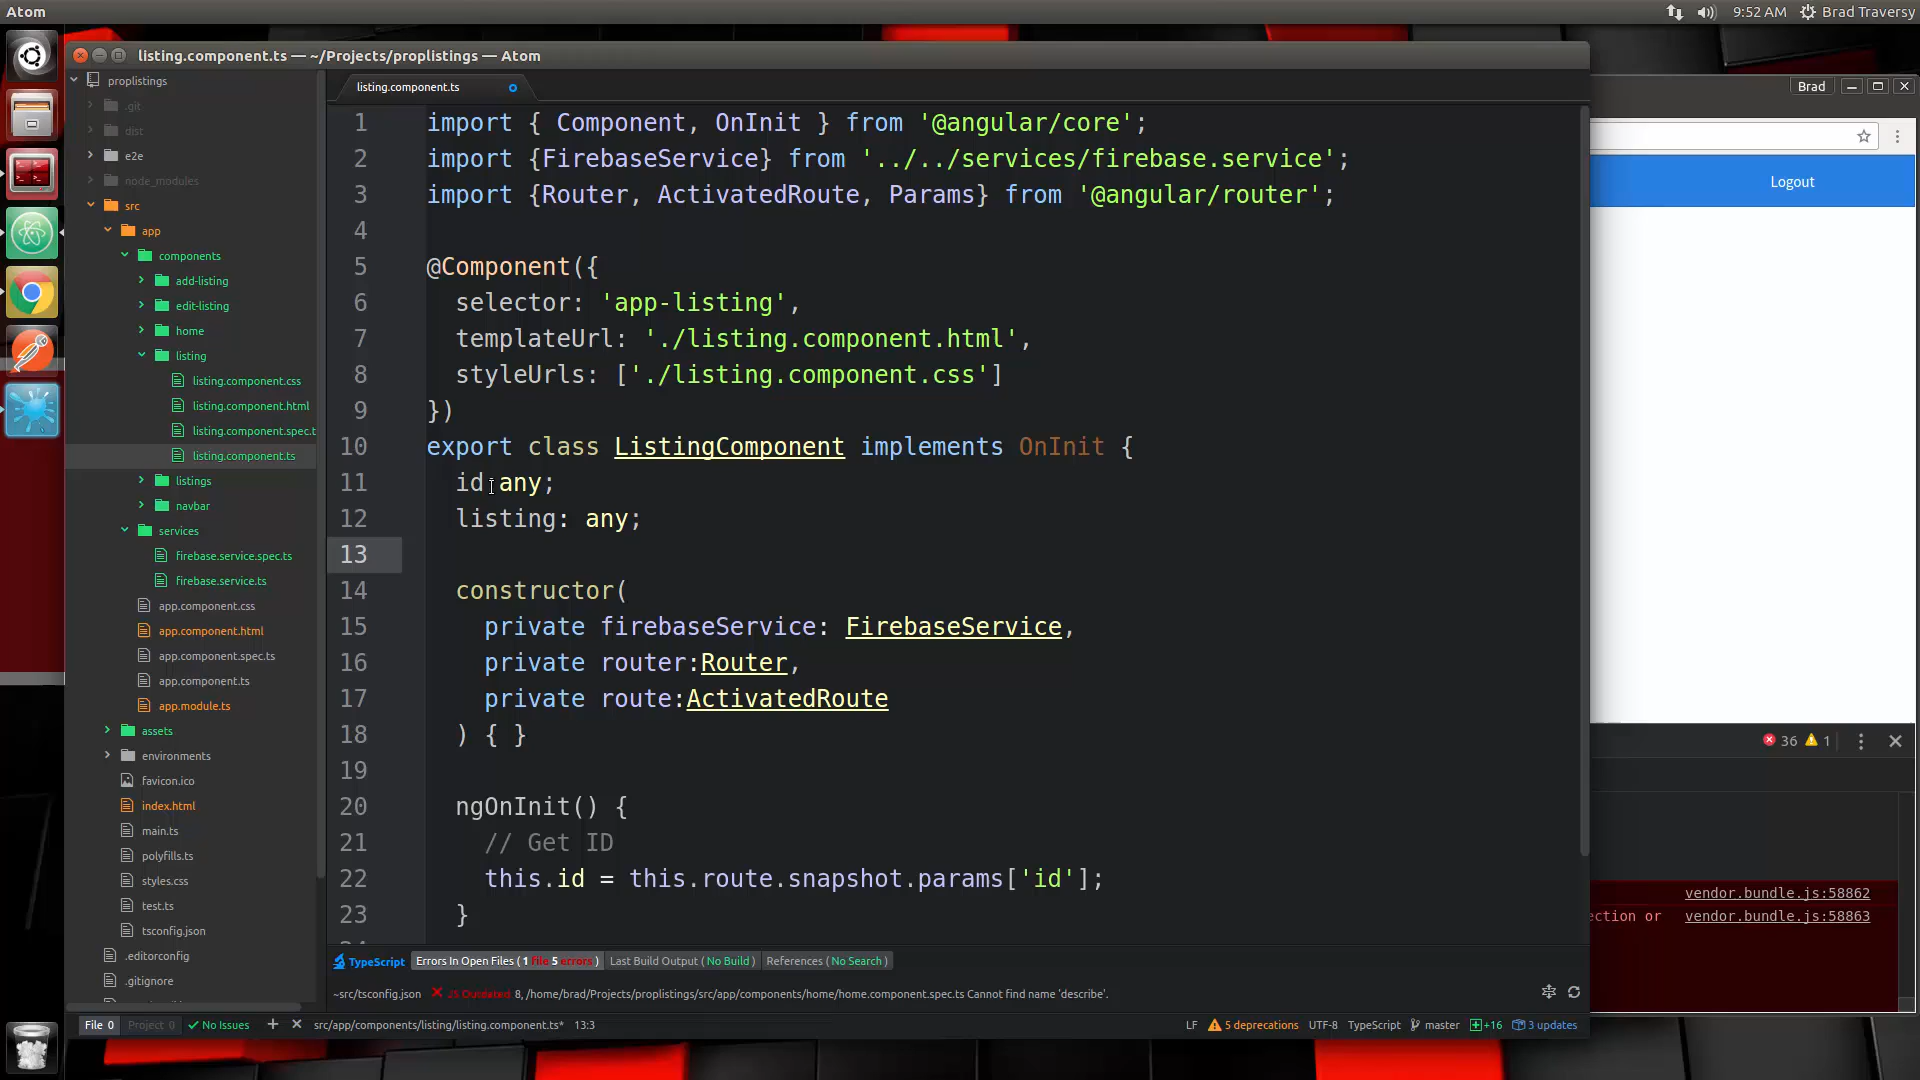 Atom
9:52 AM
Brad Traversy
listing.component.ts — ~/Projects/proplistings — Atom
Brad
proplistings
.git
dist
e2e
node_modules
src
app
components
add-listing
edit-listing
home
listing
listing.component.css
listing.component.html
listing.component.spec.t
listing.component.ts
listings
navbar
services
firebase.service.spec.ts
firebase.service.ts
app.component.css
app.component.html
app.component.spec.ts
app.component.ts
app.module.ts
assets
environments
favicon.ico
index.html
main.ts
polyfills.ts
styles.css
test.ts
tsconfig.json
.editorconfig
.gitignore
listing.component.ts
1 import { Component, OnInit } from '@angular/core';
2 import {FirebaseService} from '../../services/firebase.service';
3 import {Router, ActivatedRoute, Params} from '@angular/router';
4
5 @Component({
6 selector: 'app-listing',
7 templateUrl: './listing.component.html',
8 styleUrls: ['./listing.component.css']
9 })
10 export class ListingComponent implements OnInit {
11 id:any;
12 listing: any;
13
14 constructor(
15 private firebaseService: FirebaseService,
16 private router:Router,
17 private route:ActivatedRoute
18 ) { }
19
20 ngOnInit() {
21 // Get ID
22 this.id = this.route.snapshot.params['id'];
23 }
Logout
36 1
vendor.bundle.js:58862
ection or vendor.bundle.js:58863
TypeScript Errors In Open Files ( 1 File 5 errors ) Last Build Output ( No Build ) References ( No Search )
~src/tsconfig.json JS Outdated 8, /home/brad/Projects/proplistings/src/app/components/home/home.component.spec.ts Cannot find name 'describe'.
File 0 Project 0 No Issues src/app/components/listing/listing.component.ts* 13:3 LF 5 deprecations UTF-8 TypeScript master +16 3 updates